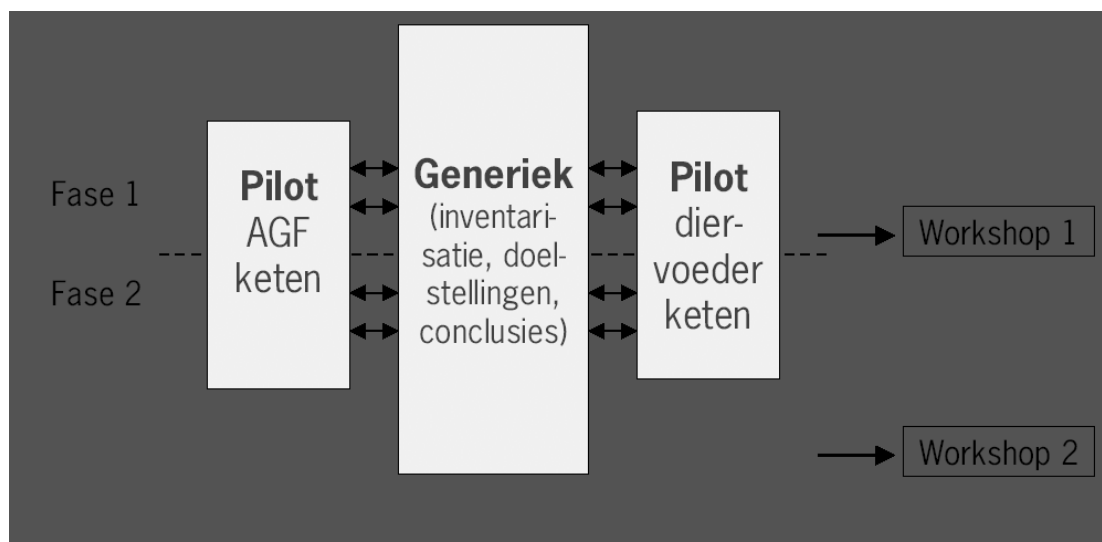 Fase 1
Fase 2
Pilot
AGF
keten
Generiek
(inventari-
satie, doel-
stellingen,
conclusies)
Pilot
dier-
voeder
keten
Workshop 1
Workshop 2